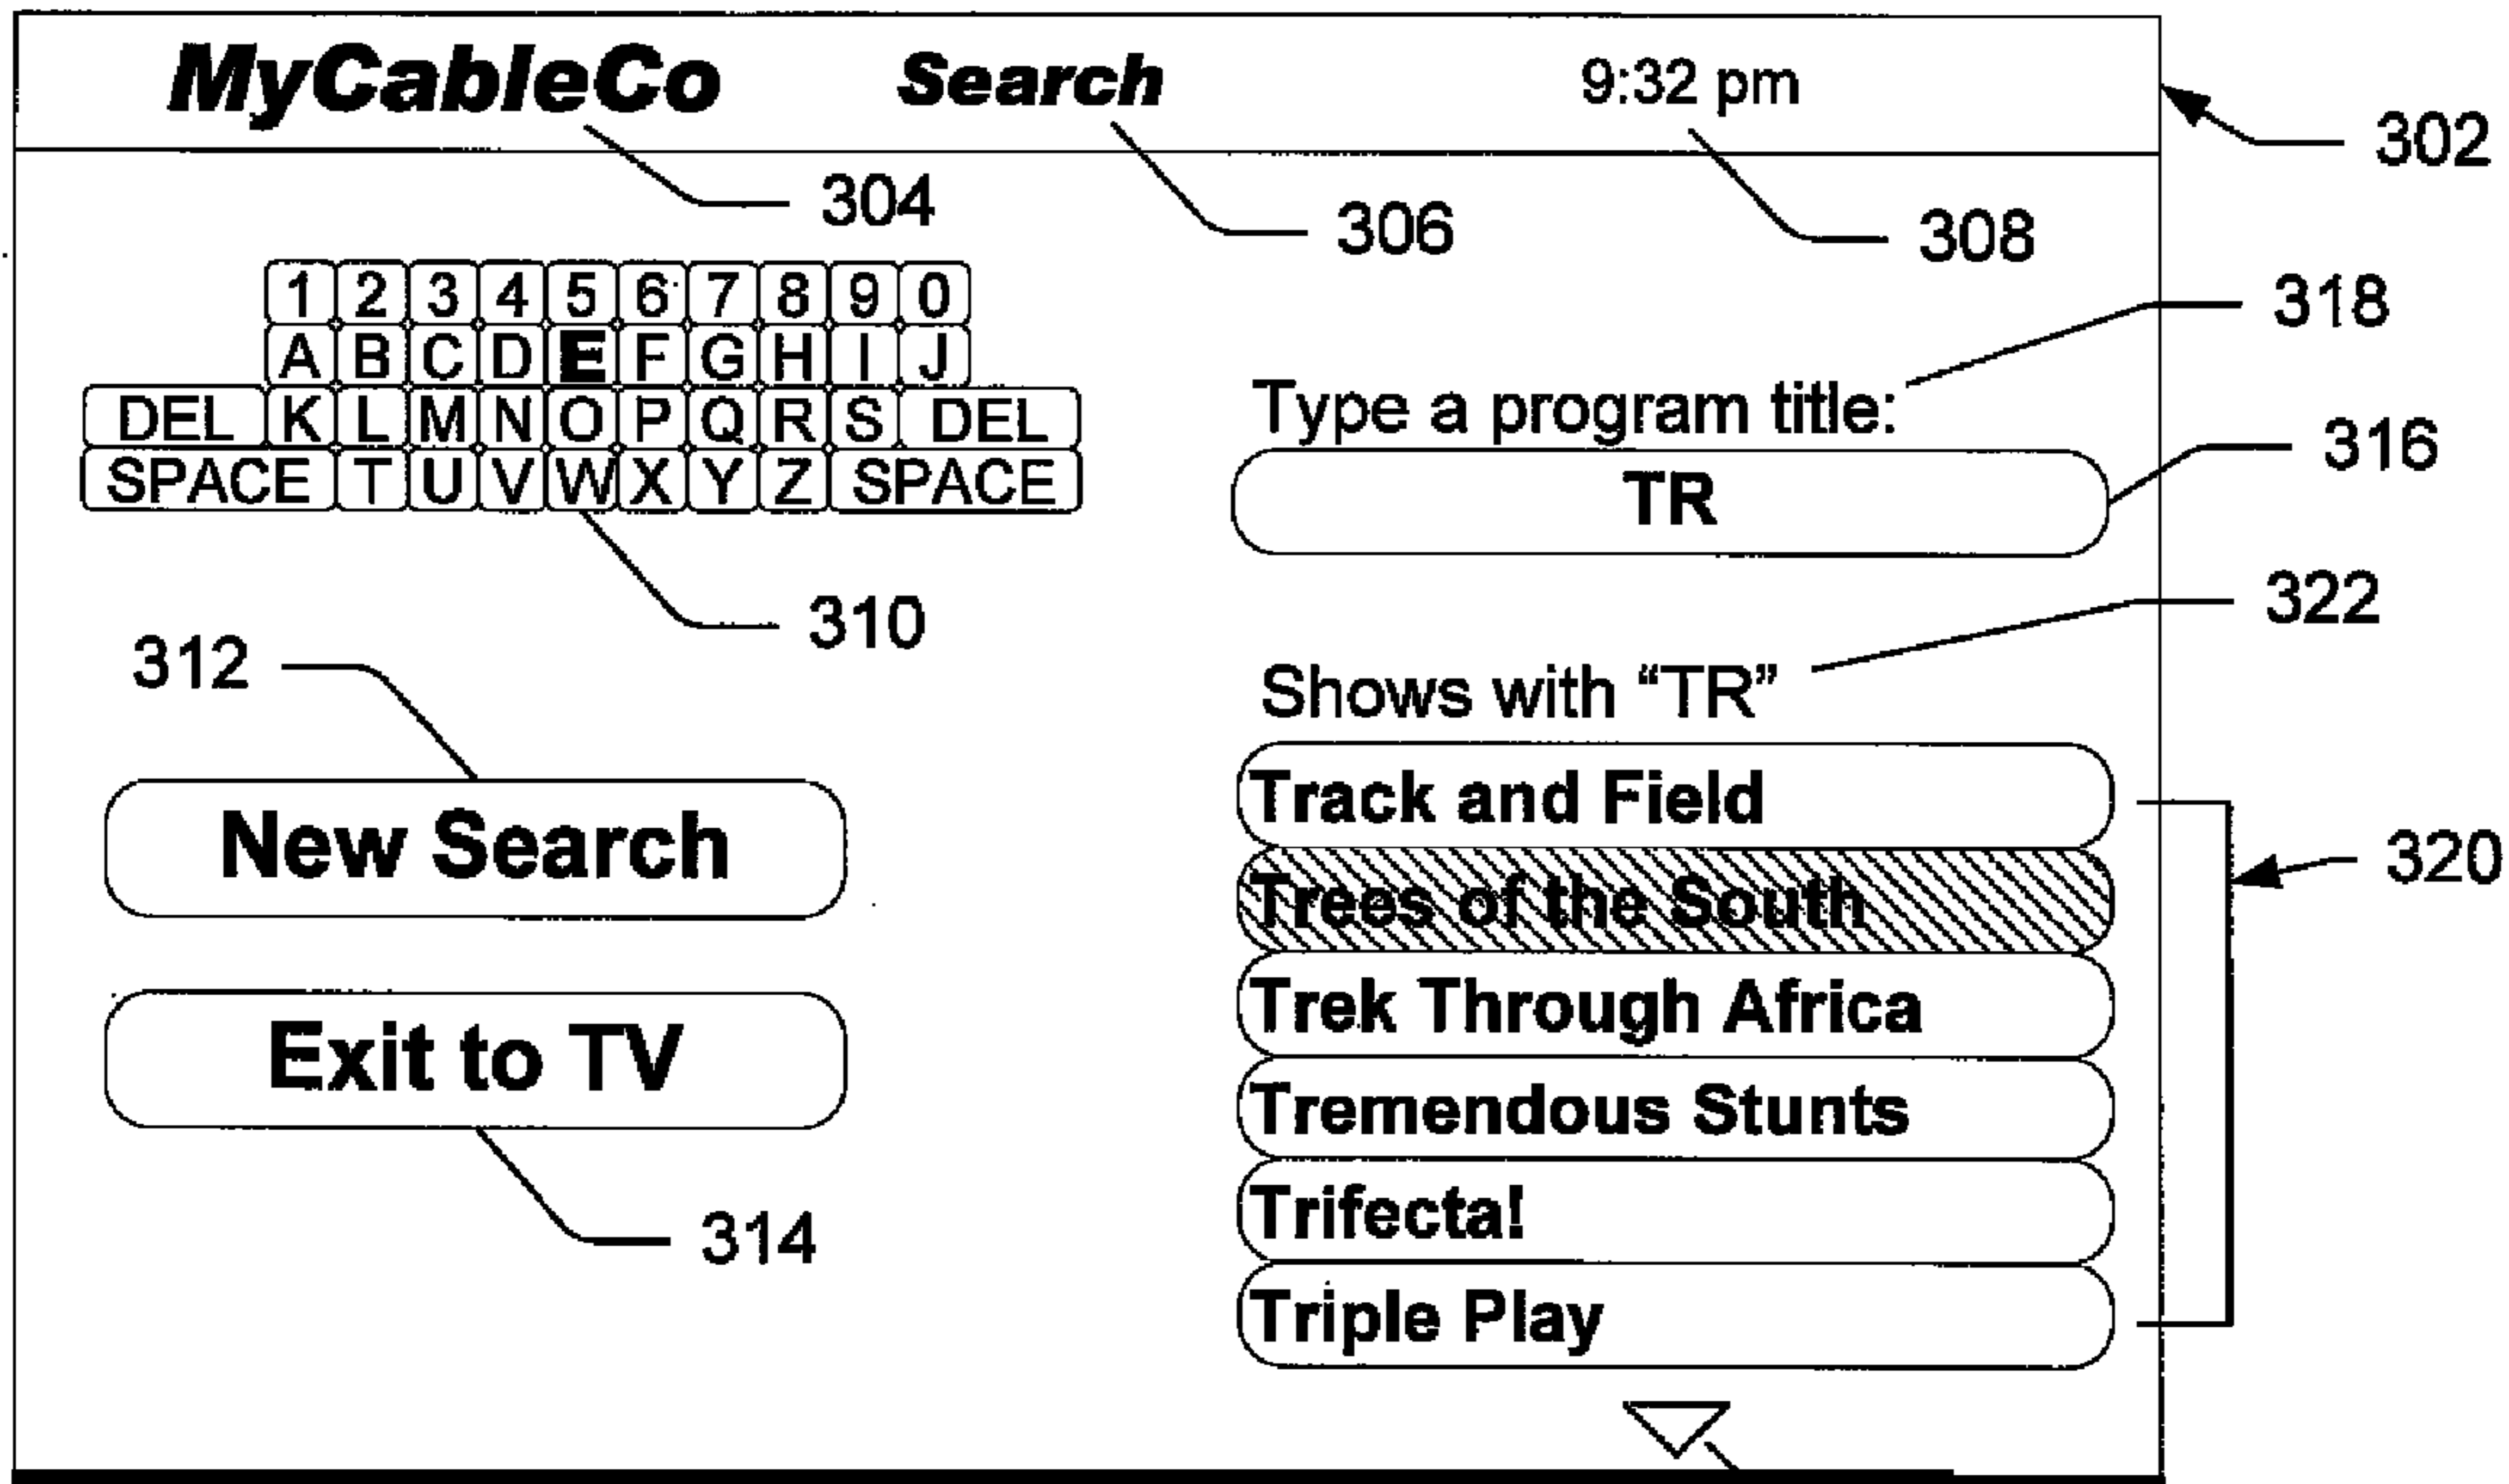 MyCableCo Search 9:32 pm
302
304
306
308
1 2 3 4 5 6 7 8 9 0
A B C D E F G H I J
DEL K L M N O P Q R S DEL
SPACE T U V W X Y Z SPACE
310
318
Type a program title:
316
TR
322
Shows with “TR”
312
New Search
Exit to TV
314
Track and Field
Trees of the South
Trek Through Africa
Tremendous Stunts
Trifecta!
Triple Play
320